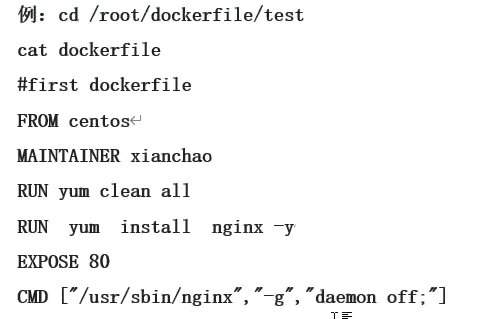 例：cd /root/dockerfile/test
cat dockerfile
#first dockerfile
FROM centos
MAINTAINER xianchao
RUN yum clean all
RUN  yum  install  nginx -y
EXPOSE 80
CMD ["/usr/sbin/nginx","-g","daemon off;"]